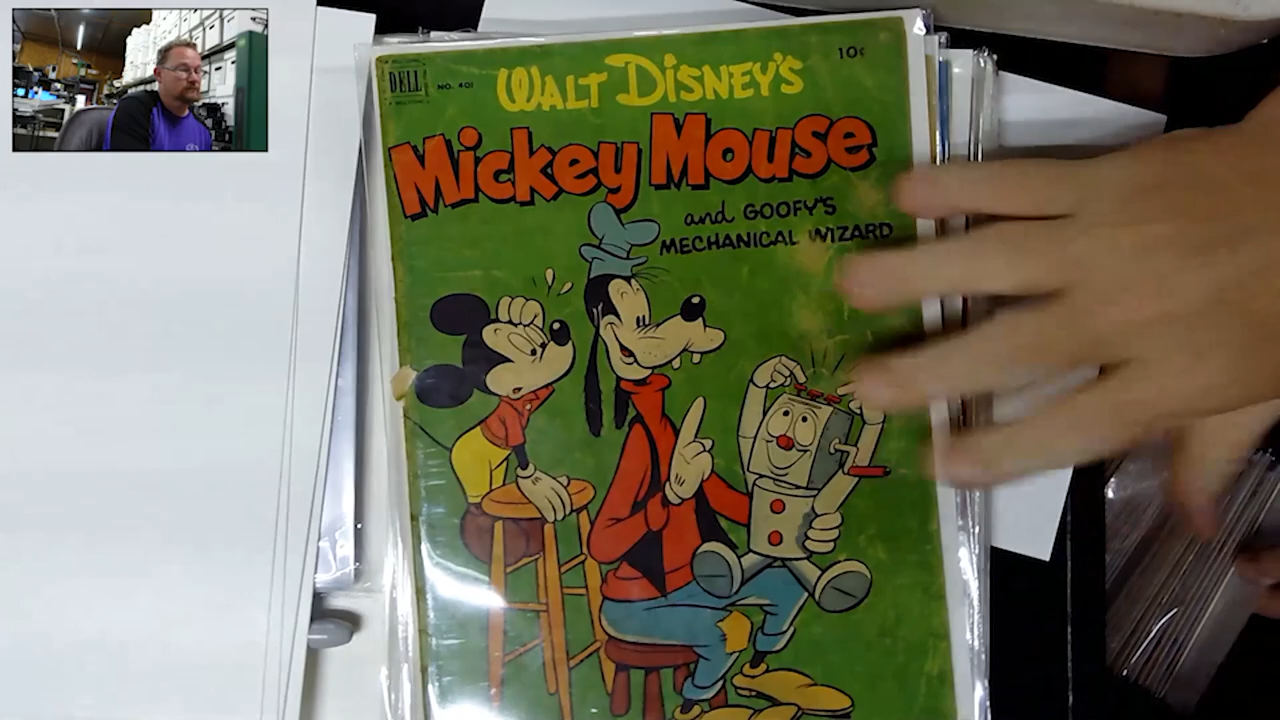 DELL
NO. 401
WALT DISNEY'S
10¢
Mickey Mouse
and GOOFY'S
MECHANICAL WIZARD